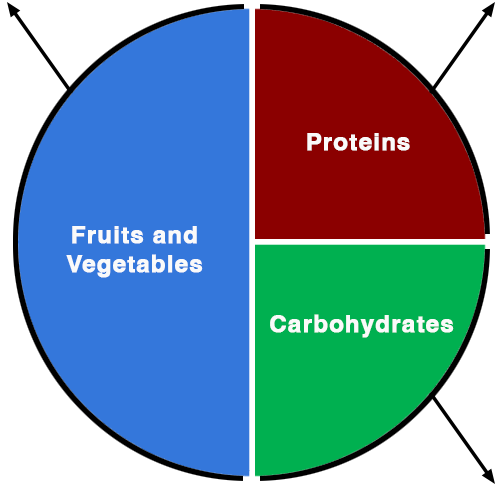 Proteins
Fruits and
Vegetables
Carbohydrates